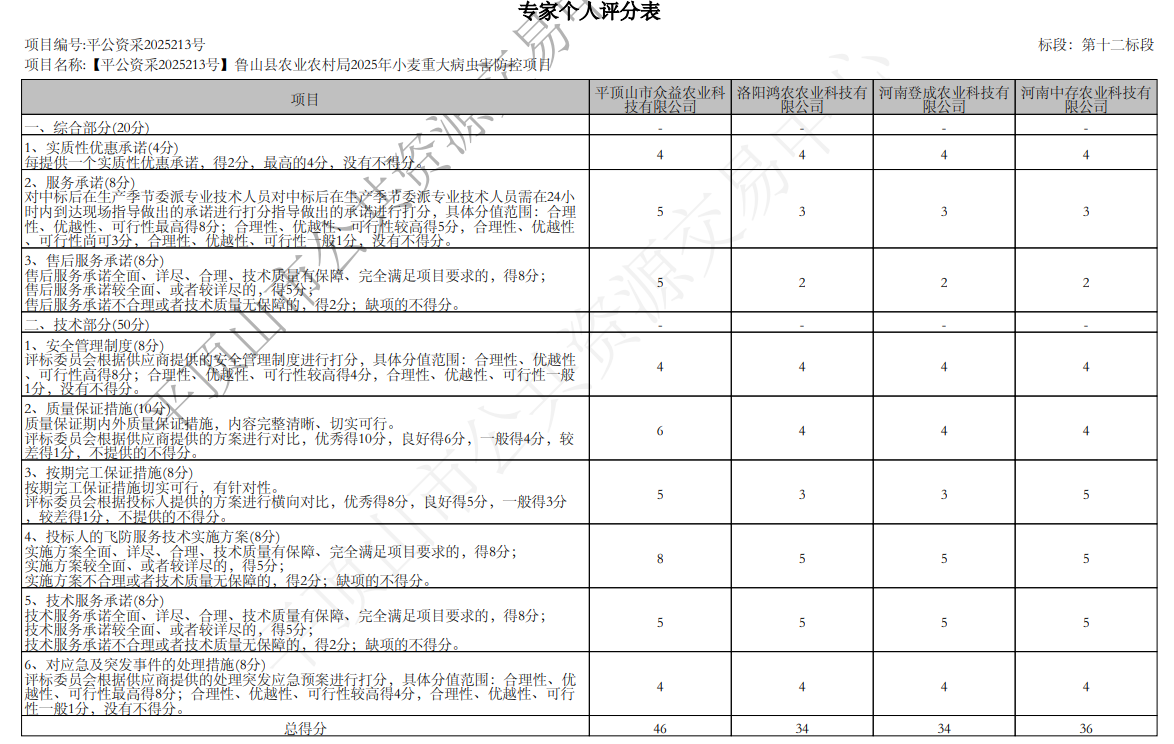 专家个人评分表
项目编号:平公资采2025213号
标段：第十二标段
项目名称:【平公资采2025213号】鲁山县农业农村局2025年小麦重大病虫害防控项目
项目 平顶山市众益农业科技有限公司 洛阳鸿农农业科技有限公司 河南登成农业科技有限公司 河南中存农业科技有限公司
一、综合部分(20分) - - - -
1、实质性优惠承诺(4分)
每提供一个实质性优惠承诺，得2分，最高的4分，没有不得分。
4 4 4 4
2、服务承诺(8分)
对中标后在生产季节委派专业技术人员对中标后在生产季节委派专业技术人员需在24小
时内到达现场指导做出的承诺进行打分指导做出的承诺进行打分，具体分值范围：合理
性、优越性、可行性最高得8分；合理性、优越性、可行性较高得5分，合理性、优越性
、可行性尚可3分，合理性、优越性、可行性一般1分，没有不得分。
5 3 3 3
3、售后服务承诺(8分)
售后服务承诺全面、详尽、合理、技术质量有保障、完全满足项目要求的，得8分；
售后服务承诺较全面、或者较详尽的，得5分；
售后服务承诺不合理或者技术质量无保障的，得2分；缺项的不得分。
5 2 2 2
二、技术部分(50分) - - - -
1、安全管理制度(8分)
评标委员会根据供应商提供的安全管理制度进行打分，具体分值范围：合理性、优越性
、可行性高得8分；合理性、优越性、可行性较高得4分，合理性、优越性、可行性一般
1分，没有不得分。
4 4 4 4
2、质量保证措施(10分)
质量保证期内外质量保证措施，内容完整清晰、切实可行。
评标委员会根据供应商提供的方案进行对比，优秀得10分，良好得6分，一般得4分，较
差得1分，不提供的不得分。
6 4 4 4
3、按期完工保证措施(8分)
按期完工保证措施切实可行，有针对性。
评标委员会根据投标人提供的方案进行横向对比，优秀得8分，良好得5分，一般得3分
，较差得1分，不提供的不得分。
5 3 3 5
4、投标人的飞防服务技术实施方案(8分)
实施方案全面、详尽、合理、技术质量有保障、完全满足项目要求的，得8分；
实施方案较全面、或者较详尽的，得5分；
实施方案不合理或者技术质量无保障的，得2分；缺项的不得分。
8 5 5 5
5、技术服务承诺(8分)
技术服务承诺全面、详尽、合理、技术质量有保障、完全满足项目要求的，得8分；
技术服务承诺较全面、或者较详尽的，得5分；
技术服务承诺不合理或者技术质量无保障的，得2分；缺项的不得分。
5 5 5 5
6、对应急及突发事件的处理措施(8分)
评标委员会根据供应商提供的处理突发应急预案进行打分，具体分值范围：合理性、优
越性、可行性最高得8分；合理性、优越性、可行性较高得4分，合理性、优越性、可行
性一般1分，没有不得分。
4 4 4 4
总得分 46 34 34 36
平顶山市公共资源交易中心
平顶山市公共资源交易中心